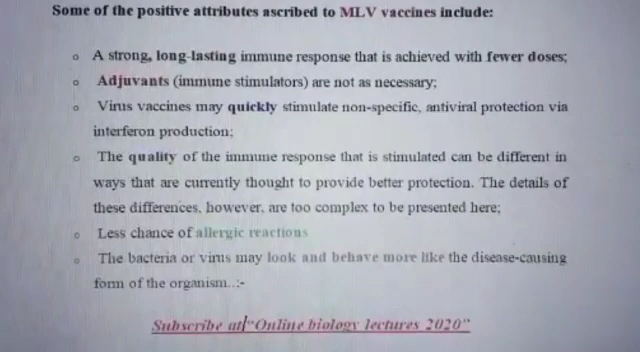 Some of the positive attributes ascribed to MLV vaccines include:
o A strong, long-lasting immune response that is achieved with fewer doses;
o Adjuvants (immune stimulators) are not as necessary;
o Virus vaccines may quickly stimulate non-specific, antiviral protection via
interferon production;
o The quality of the immune response that is stimulated can be different in
ways that are currently thought to provide better protection. The details of
these differences, however, are too complex to be presented here;
o Less chance of allergic reactions
o The bacteria or virus may look and behave more like the disease-causing
form of the organism..:-
Subscribe at "Online biology lectures 2020"